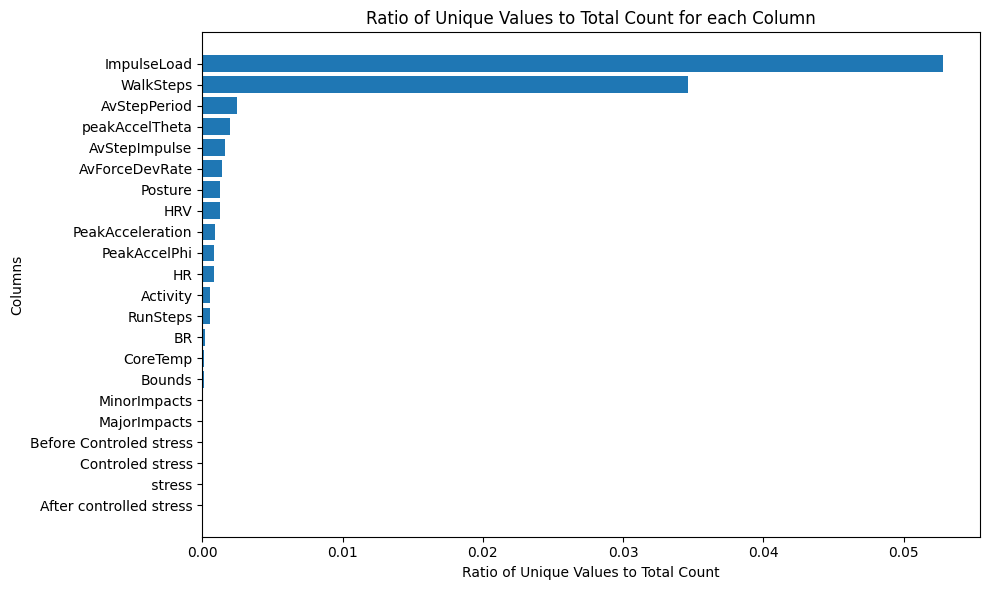 Ratio of Unique Values to Total Count for each Column
ImpulseLoad
WalkSteps
AvStepPeriod
peakAccelTheta
AvStepImpulse
AvForceDevRate
Posture
HRV
PeakAcceleration
PeakAccelPhi
HR
Activity
RunSteps
BR
CoreTemp
Bounds
MinorImpacts
MajorImpacts
Before Controled stress
Controled stress
stress
After controlled stress
Columns
0.00 0.01 0.02 0.03 0.04 0.05
Ratio of Unique Values to Total Count